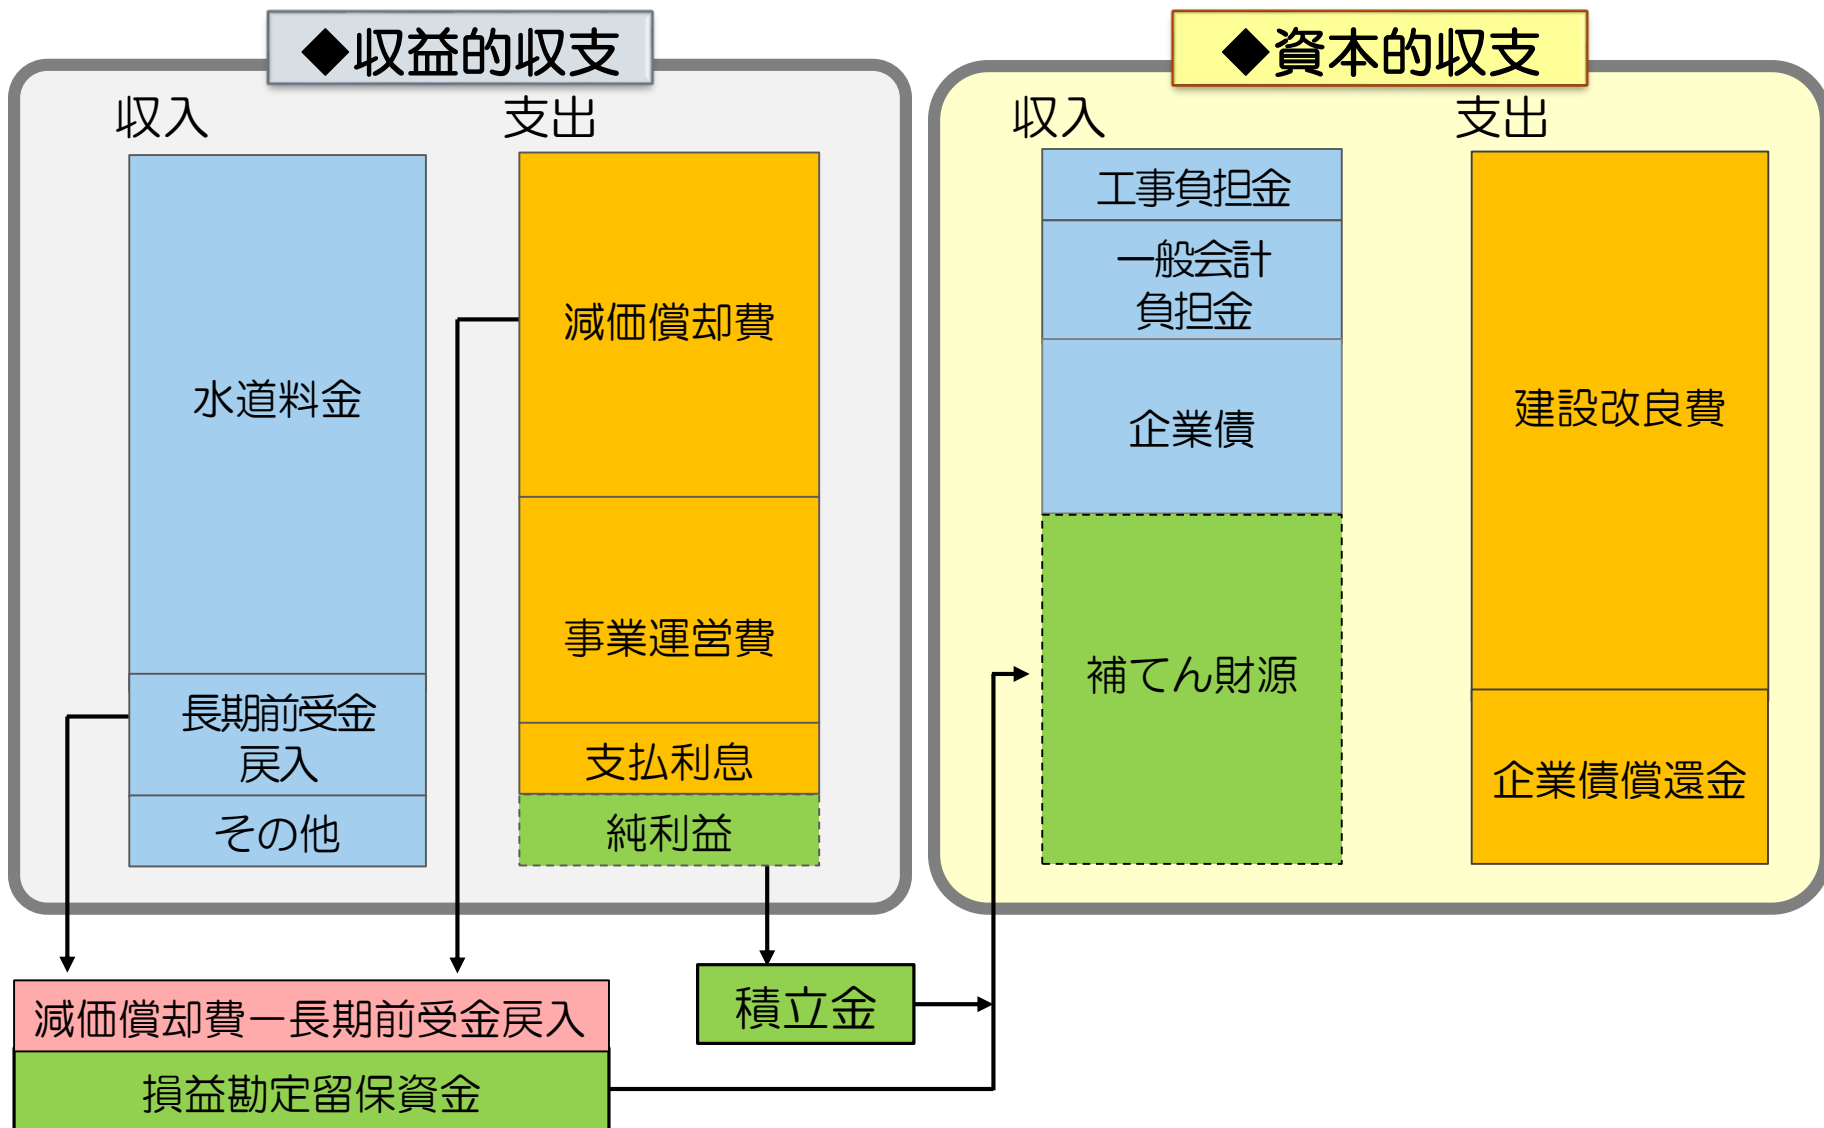 ◆収益的収支
収入
支出
水道料金
長期前受金
戻入
その他
減価償却費
事業運営費
支払利息
純利益
◆資本的収支
収入
支出
工事負担金
一般会計
負担金
企業債
補てん財源
建設改良費
企業債償還金
減価償却費ー長期前受金戻入
損益勘定留保資金
積立金